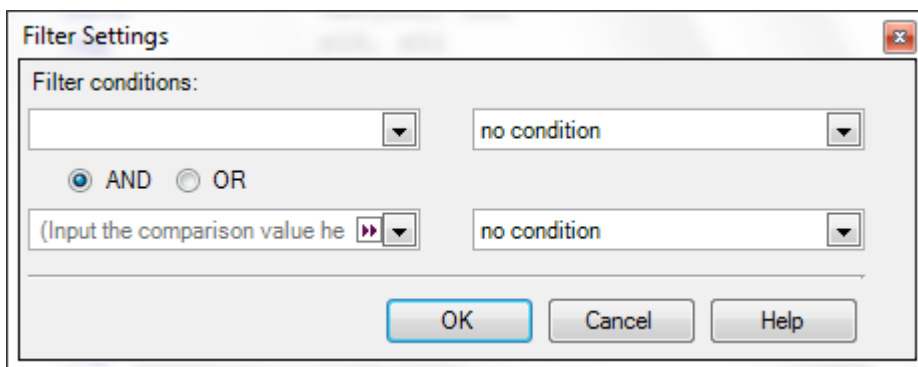 Filter Settings
Filter conditions:
no condition
AND OR
(Input the comparison value he
no condition
OK Cancel Help